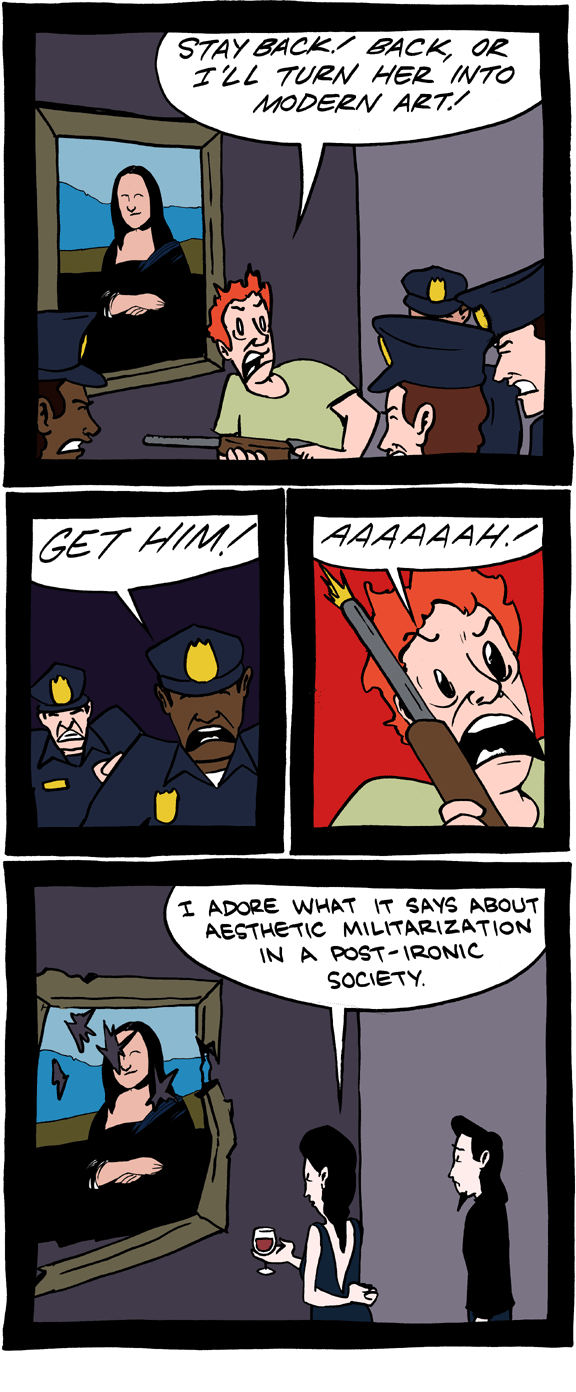 STAY BACK! BACK, OR
I'LL TURN HER INTO
MODERN ART!
GET HIM!
AAAAAAH!
I ADORE WHAT IT SAYS ABOUT
AESTHETIC MILITARIZATION
IN A POST-IRONIC
SOCIETY.